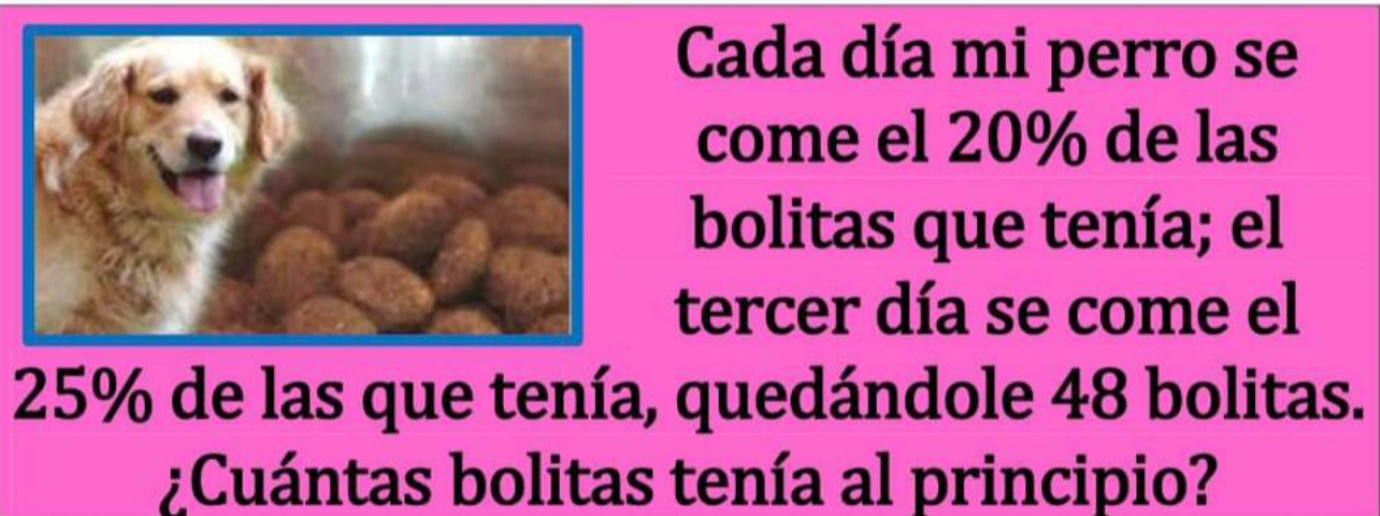 Cada día mi perro se
come el 20% de las
bolitas que tenía; el
tercer día se come el
25% de las que tenía, quedándole 48 bolitas.
¿Cuántas bolitas tenía al principio?